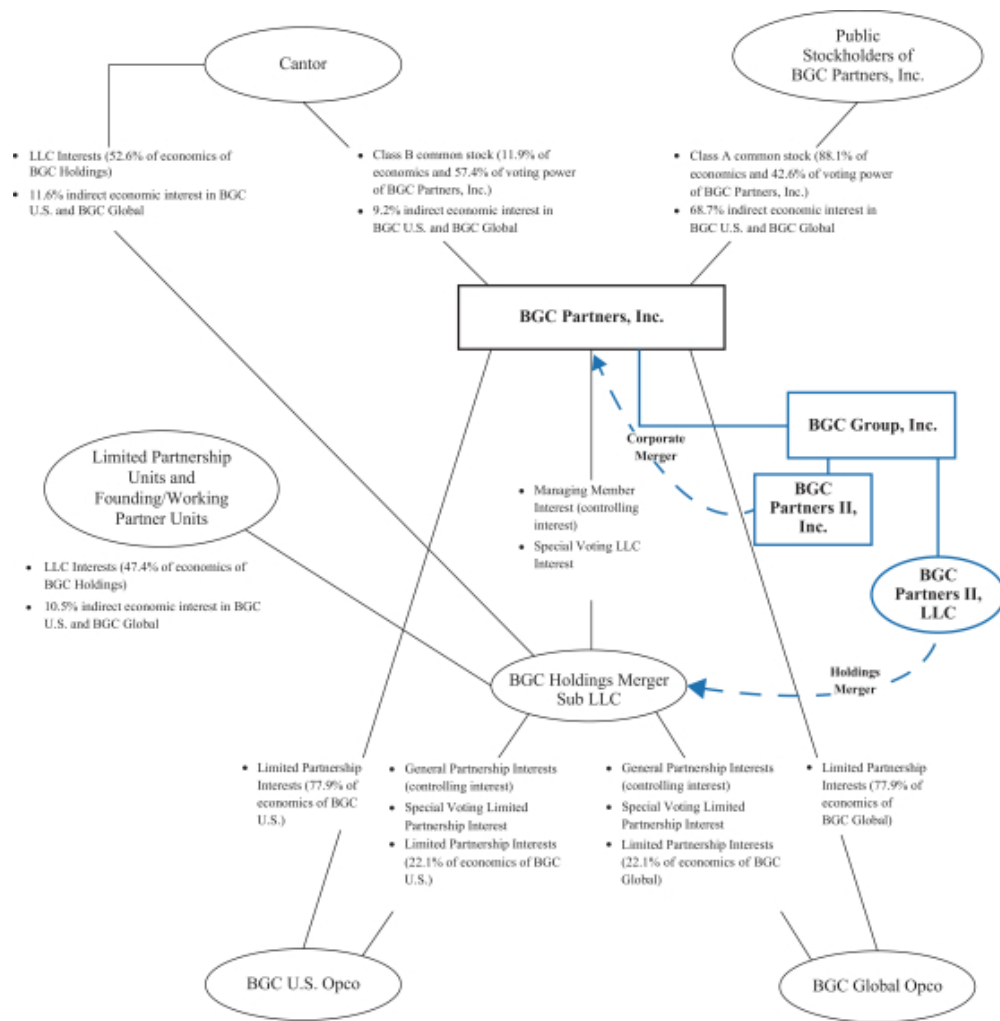 Cantor
Public
Stockholders of
BGC Partners, Inc.
• LLC Interests (52.6% of economics of
BGC Holdings)
• 11.6% indirect economic interest in BGC
U.S. and BGC Global
• Class B common stock (11.9% of
economics and 57.4% of voting power
of BGC Partners, Inc.)
• 9.2% indirect economic interest in
BGC U.S. and BGC Global
• Class A common stock (88.1% of
economics and 42.6% of voting power
of BGC Partners, Inc.)
• 68.7% indirect economic interest in
BGC U.S. and BGC Global
BGC Partners, Inc.
BGC Group, Inc.
Corporate
Merger
BGC
Partners II,
Inc.
BGC
Partners II,
LLC
Limited Partnership
Units and
Founding/Working
Partner Units
• LLC Interests (47.4% of economics of
BGC Holdings)
• 10.5% indirect economic interest in BGC
U.S. and BGC Global
• Managing Member
Interest (controlling
interest)
• Special Voting LLC
Interest
BGC Holdings Merger
Sub LLC
Holdings
Merger
• Limited Partnership
Interests (77.9% of
economics of BGC
U.S.)
• General Partnership Interests
(controlling interest)
• Special Voting Limited
Partnership Interest
• Limited Partnership Interests
(22.1% of economics of BGC
U.S.)
• General Partnership Interests
(controlling interest)
• Special Voting Limited
Partnership Interest
• Limited Partnership Interests
(22.1% of economics of BGC
Global)
• Limited Partnership
Interests (77.9% of
economics of
BGC Global)
BGC U.S. Opco
BGC Global Opco